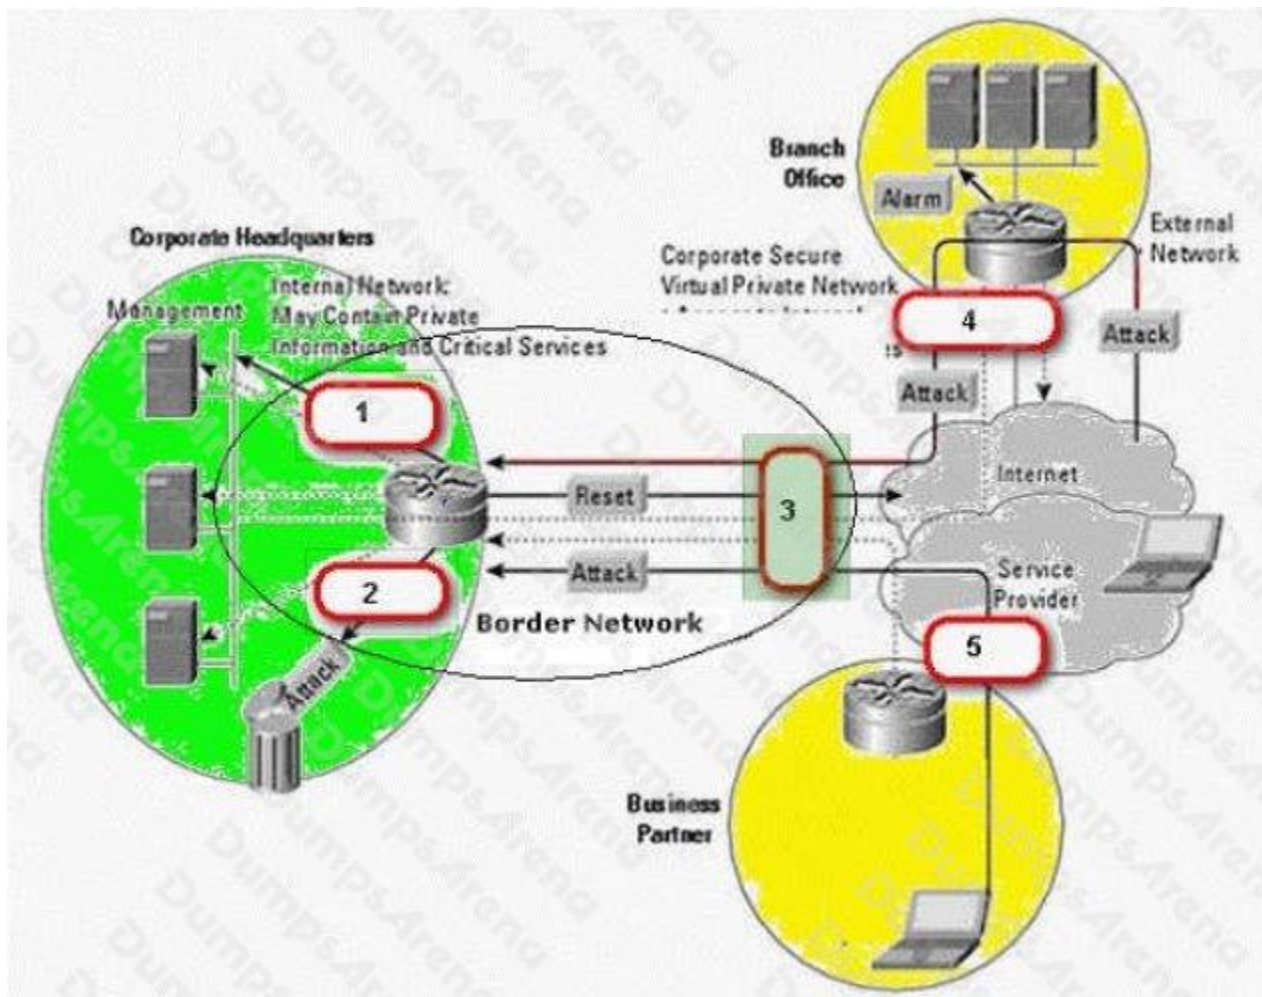 Branch
Office
Alarm
External
Network
Corporate Headquarters
Corporate Secure
Virtual Private Network
Internal Network:
May Contain Private
Information and Critical Services
Management
4
Attack
Attack
1
Internet
Reset
3
Attack
Service
Provider
2
Border Network
5
Attack
Business
Partner
DumpsArena